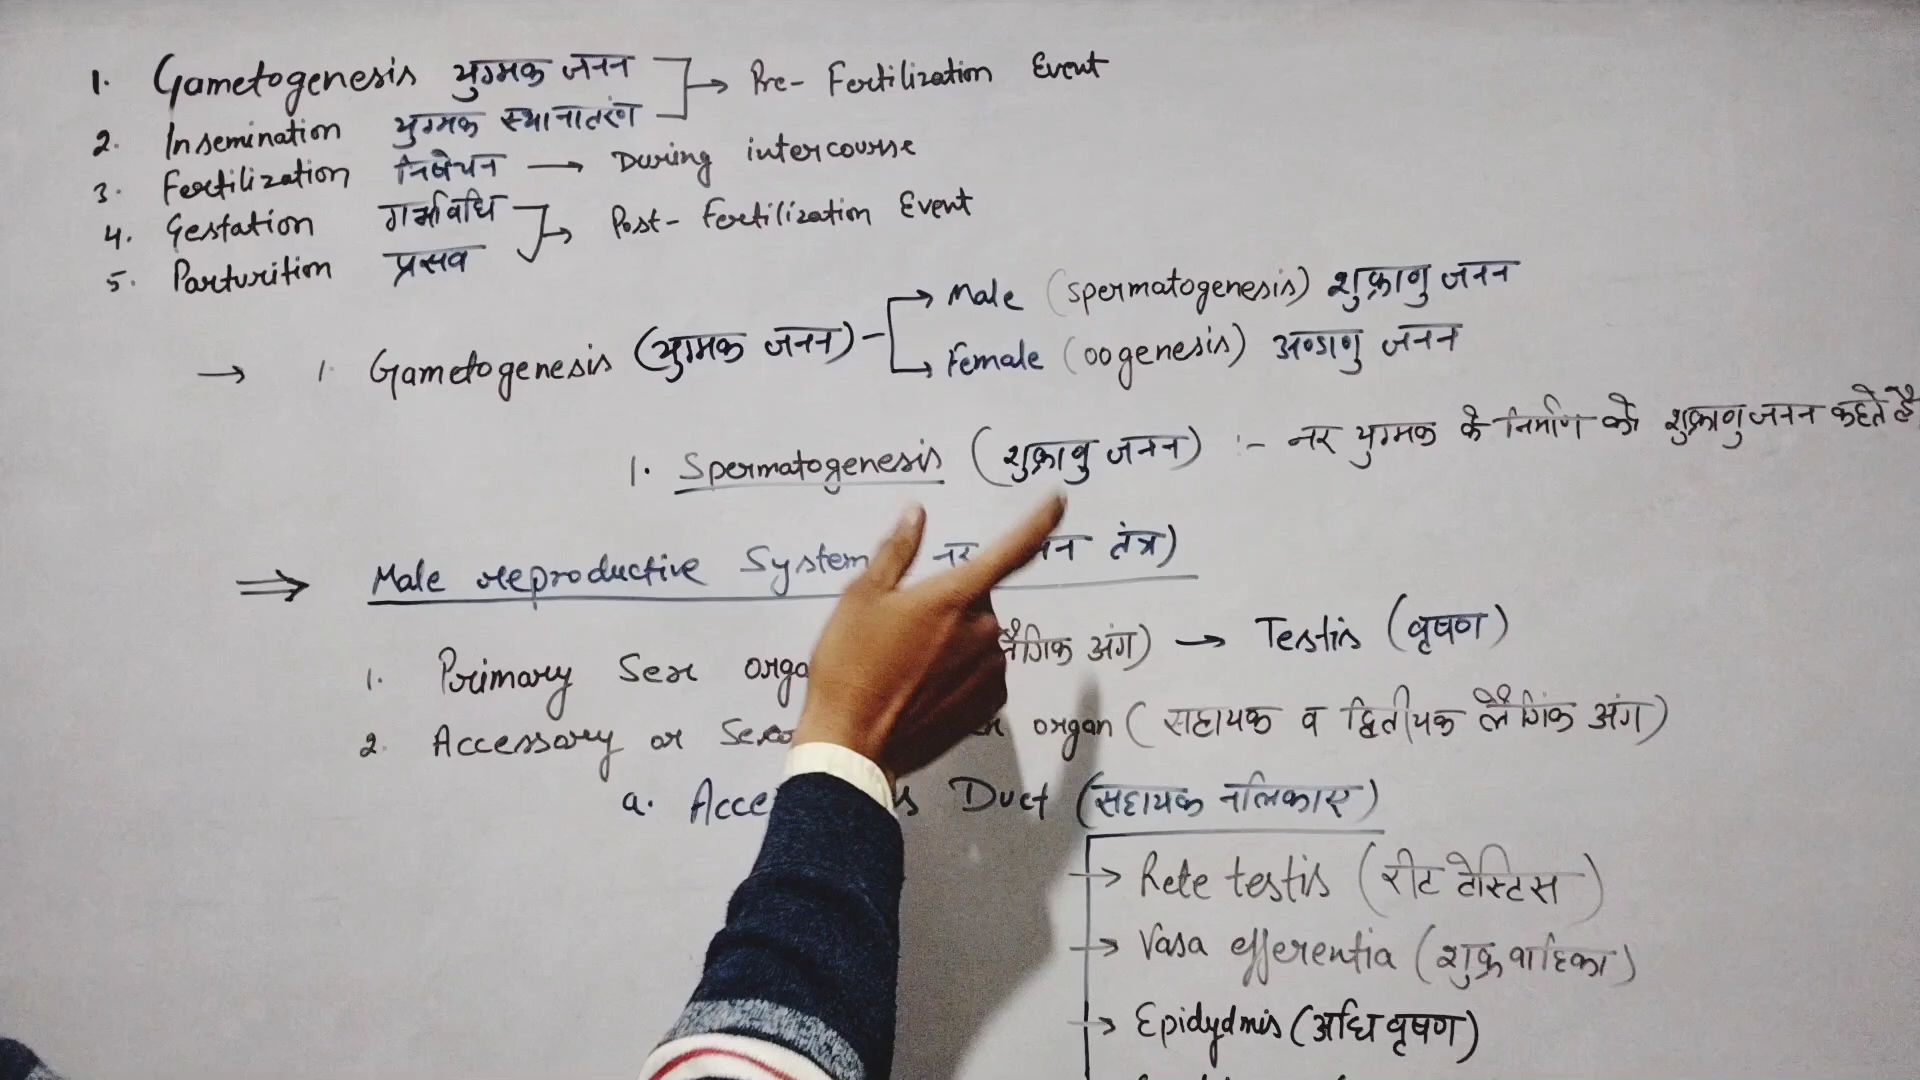 1. Gametogenesis युग्मक जनन → Pre-Fertilization Event
2. Insemination युग्मक स्थानातरंण
3. Fertilization निषेचन → During intercourse
4. Gestation गर्भावधि → Post-Fertilization Event
5. Parturition प्रसव
→ Male (spermatogenesis) शुक्राणु जनन
→ 1. Gametogenesis (युग्मक जनन) -
→ Female (oogenesis) अण्डाणु जनन
1. Spermatogenesis (शुक्राणु जनन) :- नर युग्मक के निर्माण को शुक्राणुजनन कहते है
⇒ Male reproductive System नर तंत्र)
1. Primary Sex लैंगिक अंग) → Testis (वृषण)
2. Accessory or organ (सहायक व द्वितीयक लैंगिक अंग)
a. Duct (सहायक नलिकाए)
→ Rete testis (रीट टेस्टिस)
→ Vasa efferentia (शुक्रवाहिका)
→ Epidydmis (अधिवृषण)